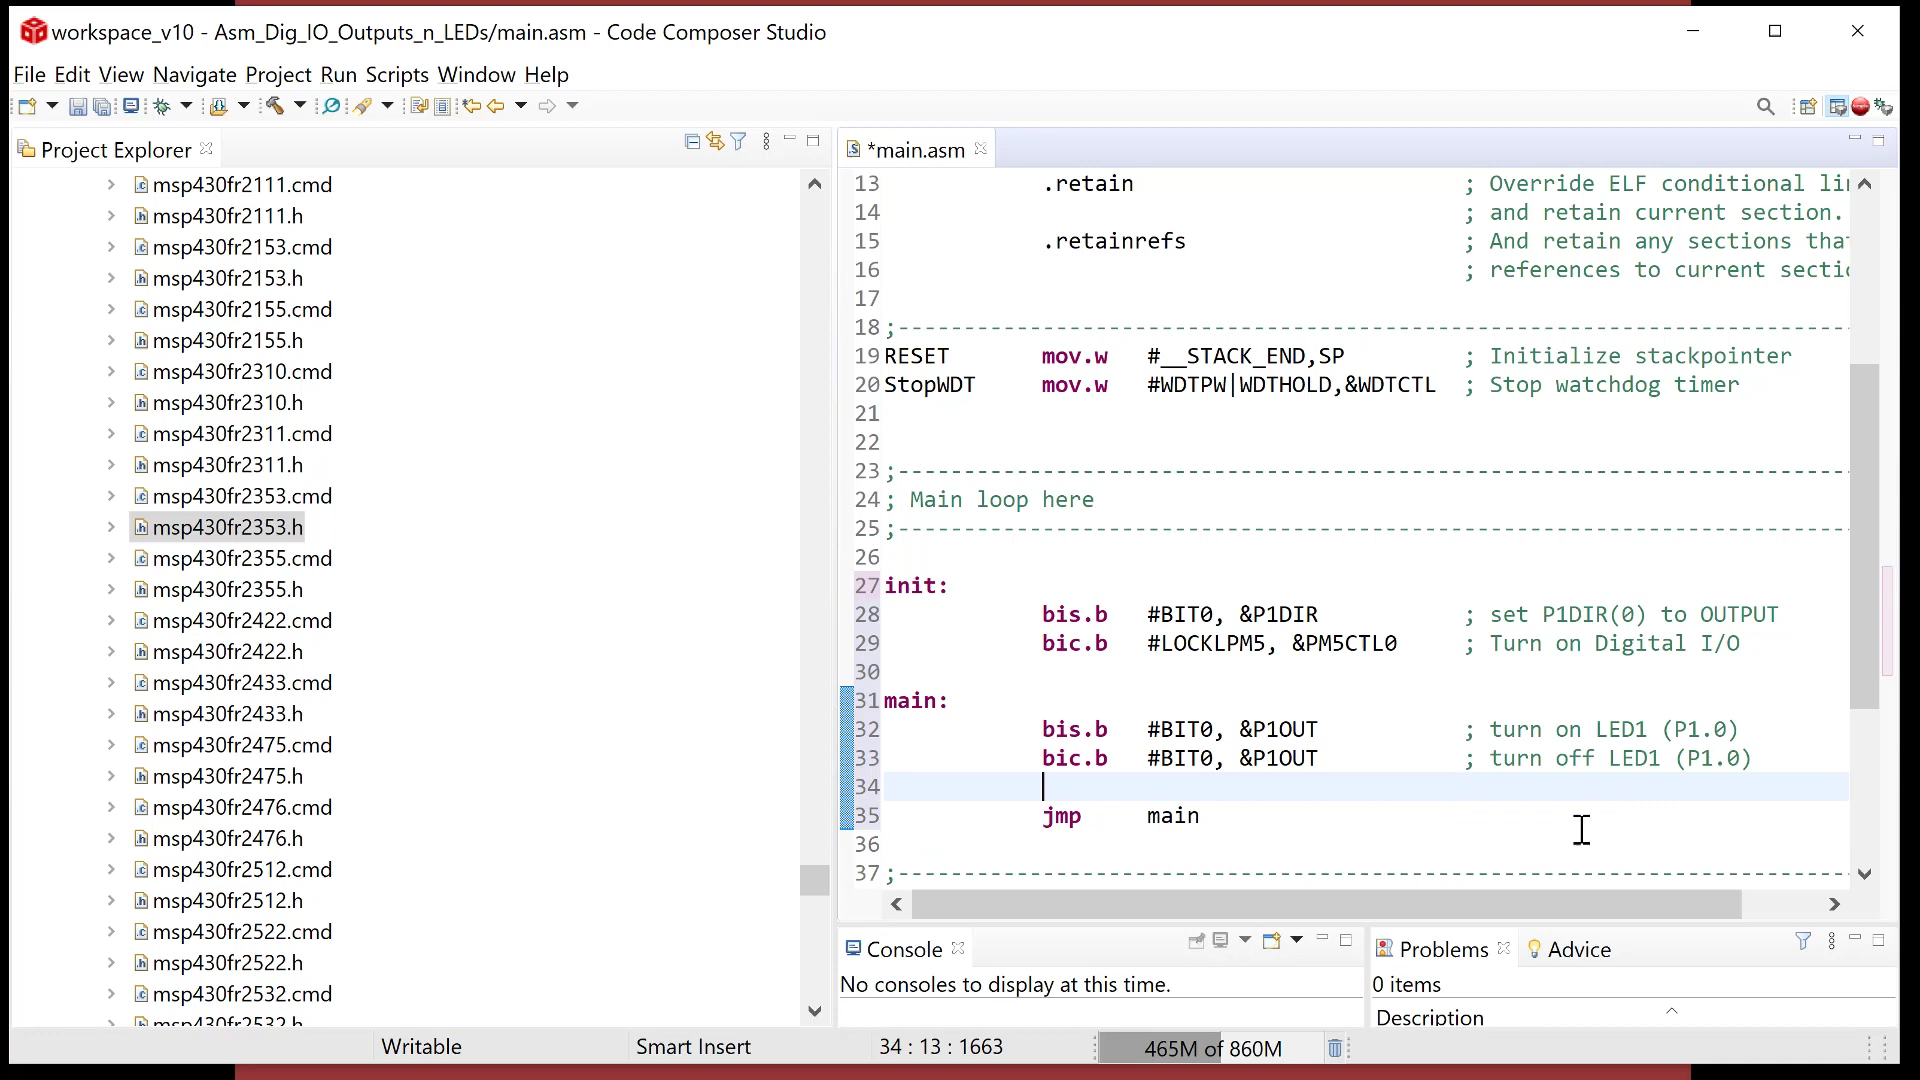 workspace_v10 - Asm_Dig_IO_Outputs_n_LEDs/main.asm - Code Composer Studio
File Edit View Navigate Project Run Scripts Window Help
Project Explorer
msp430fr2111.cmd
msp430fr2111.h
msp430fr2153.cmd
msp430fr2153.h
msp430fr2155.cmd
msp430fr2155.h
msp430fr2310.cmd
msp430fr2310.h
msp430fr2311.cmd
msp430fr2311.h
msp430fr2353.cmd
msp430fr2353.h
msp430fr2355.cmd
msp430fr2355.h
msp430fr2422.cmd
msp430fr2422.h
msp430fr2433.cmd
msp430fr2433.h
msp430fr2475.cmd
msp430fr2475.h
msp430fr2476.cmd
msp430fr2476.h
msp430fr2512.cmd
msp430fr2512.h
msp430fr2522.cmd
msp430fr2522.h
msp430fr2532.cmd
msp430fr2532.h
*main.asm
13 .retain ; Override ELF conditional li
14 ; and retain current section.
15 .retainrefs ; And retain any sections tha
16 ; references to current secti
17
18 ;-------------------------------------------------------------------------
19 RESET mov.w #__STACK_END,SP ; Initialize stackpointer
20 StopWDT mov.w #WDTPW|WDTHOLD,&WDTCTL ; Stop watchdog timer
21
22
23 ;-------------------------------------------------------------------------
24 ; Main loop here
25 ;-------------------------------------------------------------------------
26
27 init:
28 bis.b #BIT0, &P1DIR ; set P1DIR(0) to OUTPUT
29 bic.b #LOCKLPM5, &PM5CTL0 ; Turn on Digital I/O
30
31 main:
32 bis.b #BIT0, &P1OUT ; turn on LED1 (P1.0)
33 bic.b #BIT0, &P1OUT ; turn off LED1 (P1.0)
34
35 jmp main
36
37 ;-------------------------------------------------------------------------
Console
No consoles to display at this time.
Problems Advice
0 items
Description
Writable Smart Insert 34 : 13 : 1663 465M of 860M